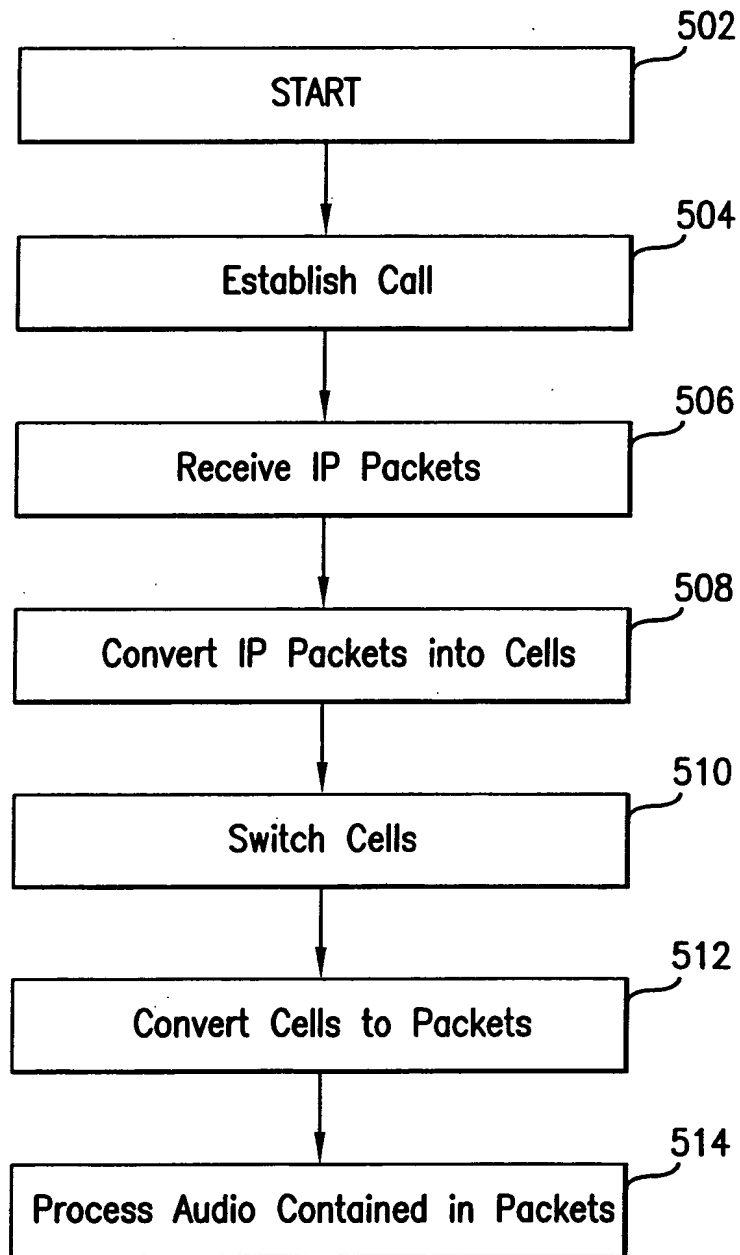 502
START
504
Establish Call
506
Receive IP Packets
508
Convert IP Packets into Cells
510
Switch Cells
512
Convert Cells to Packets
514
Process Audio Contained in Packets